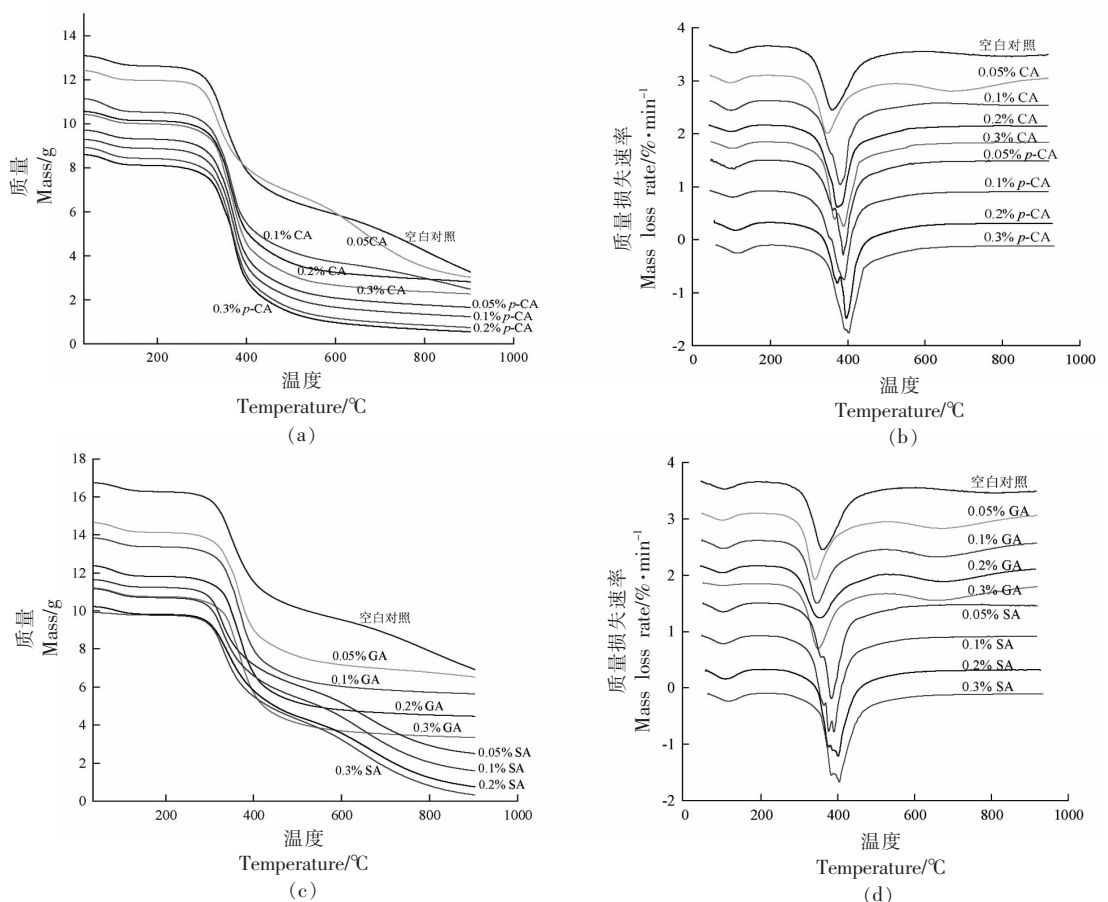 14
12
10
8
6
4
2
0
质量
Mass/g
0.1% CA
0.05CA
空白对照
0.2% CA
0.3% CA
0.3% p-CA
0.05% p-CA
0.1% p-CA
0.2% p-CA
200
400
600
800
1000
温度
Temperature/℃
(a)
4
3
2
1
0
-1
-2
质量损失速率
Mass loss rate/%·min⁻¹
空白对照
0.05% CA
0.1% CA
0.2% CA
0.3% CA
0.05% p-CA
0.1% p-CA
0.2% p-CA
0.3% p-CA
0
200
400
600
800
1000
温度
Temperature/℃
(b)
18
16
14
12
10
8
6
4
2
0
质量
Mass/g
空白对照
0.05% GA
0.1% GA
0.2% GA
0.3% GA
0.3% SA
0.05% SA
0.1% SA
0.2% SA
200
400
600
800
1000
温度
Temperature/℃
(c)
4
3
2
1
0
-1
-2
质量损失速率
Mass loss rate/%·min⁻¹
空白对照
0.05% GA
0.1% GA
0.2% GA
0.3% GA
0.05% SA
0.1% SA
0.2% SA
0.3% SA
0
200
400
600
800
1000
温度
Temperature/℃
(d)